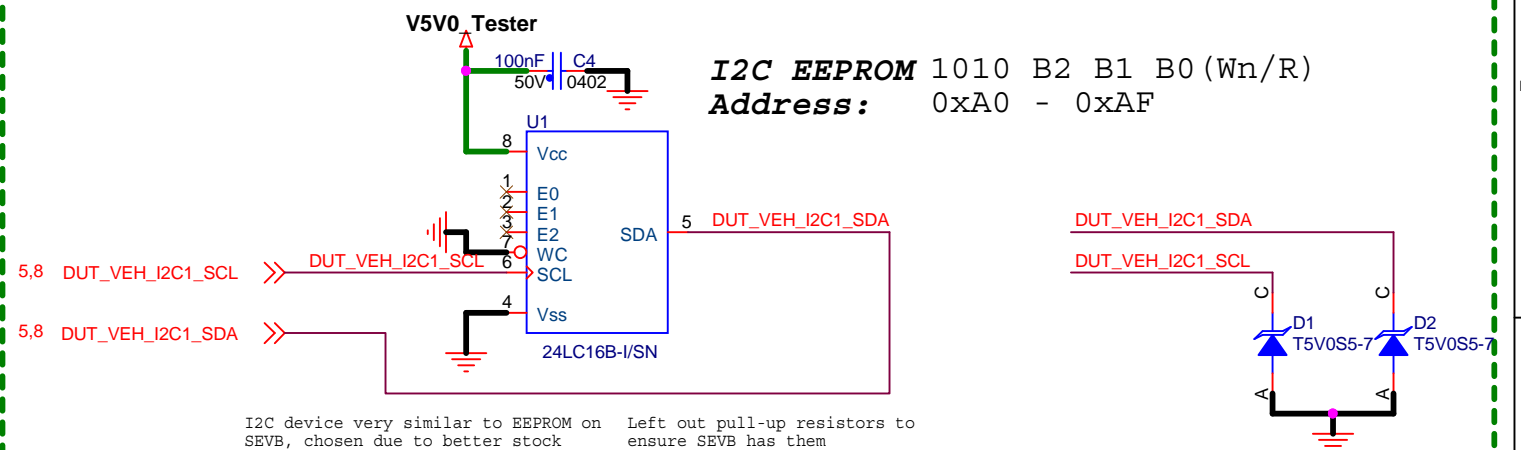 V5V0_Tester
100nF C4
50V 0402
I2C EEPROM 1010 B2 B1 B0(Wn/R)
Address: 0xA0 - 0xAF
U1
8 Vcc
1 E0
2 E1
3 E2
7 WC
6 SCL
4 Vss
SDA 5
24LC16B-I/SN
DUT_VEH_I2C1_SDA
DUT_VEH_I2C1_SCL
5,8 DUT_VEH_I2C1_SCL
5,8 DUT_VEH_I2C1_SDA
DUT_VEH_I2C1_SDA
DUT_VEH_I2C1_SCL
C C
D1 D2
T5V0S5-7 T5V0S5-7
A A
I2C device very similar to EEPROM on
SEVB, chosen due to better stock
Left out pull-up resistors to
ensure SEVB has them